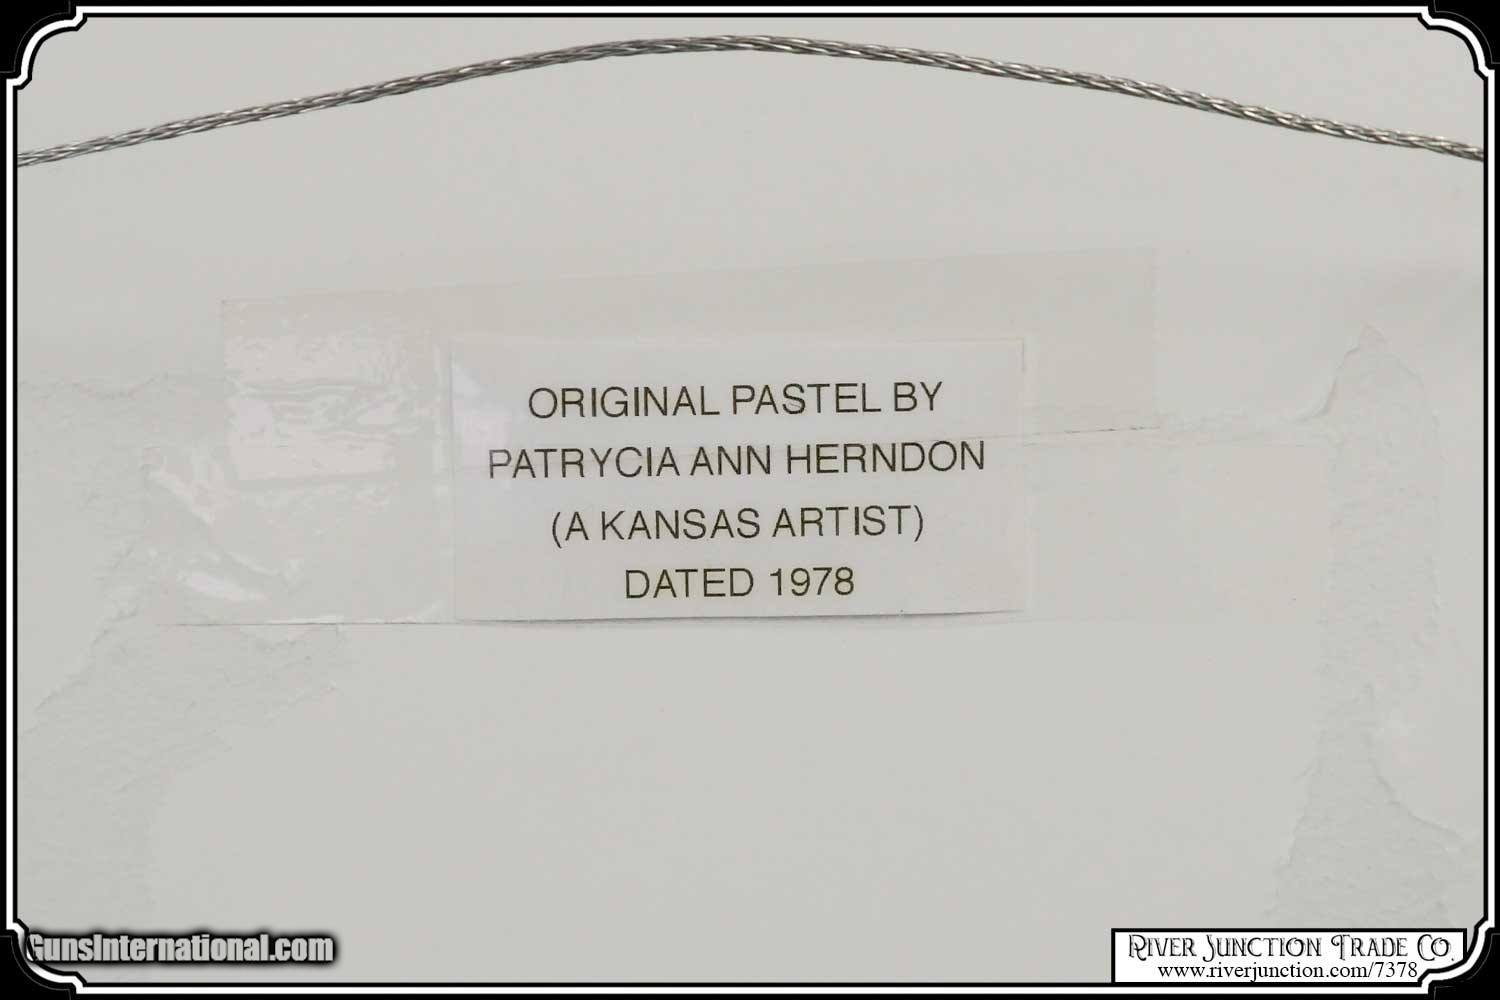 ORIGINAL PASTEL BY
PATRYCIA ANN HERNDON
(A KANSAS ARTIST)
DATED 1978
GunsInternational.com
RIVER JUNCTION TRADE CO.
www.riverjunction.com/7378